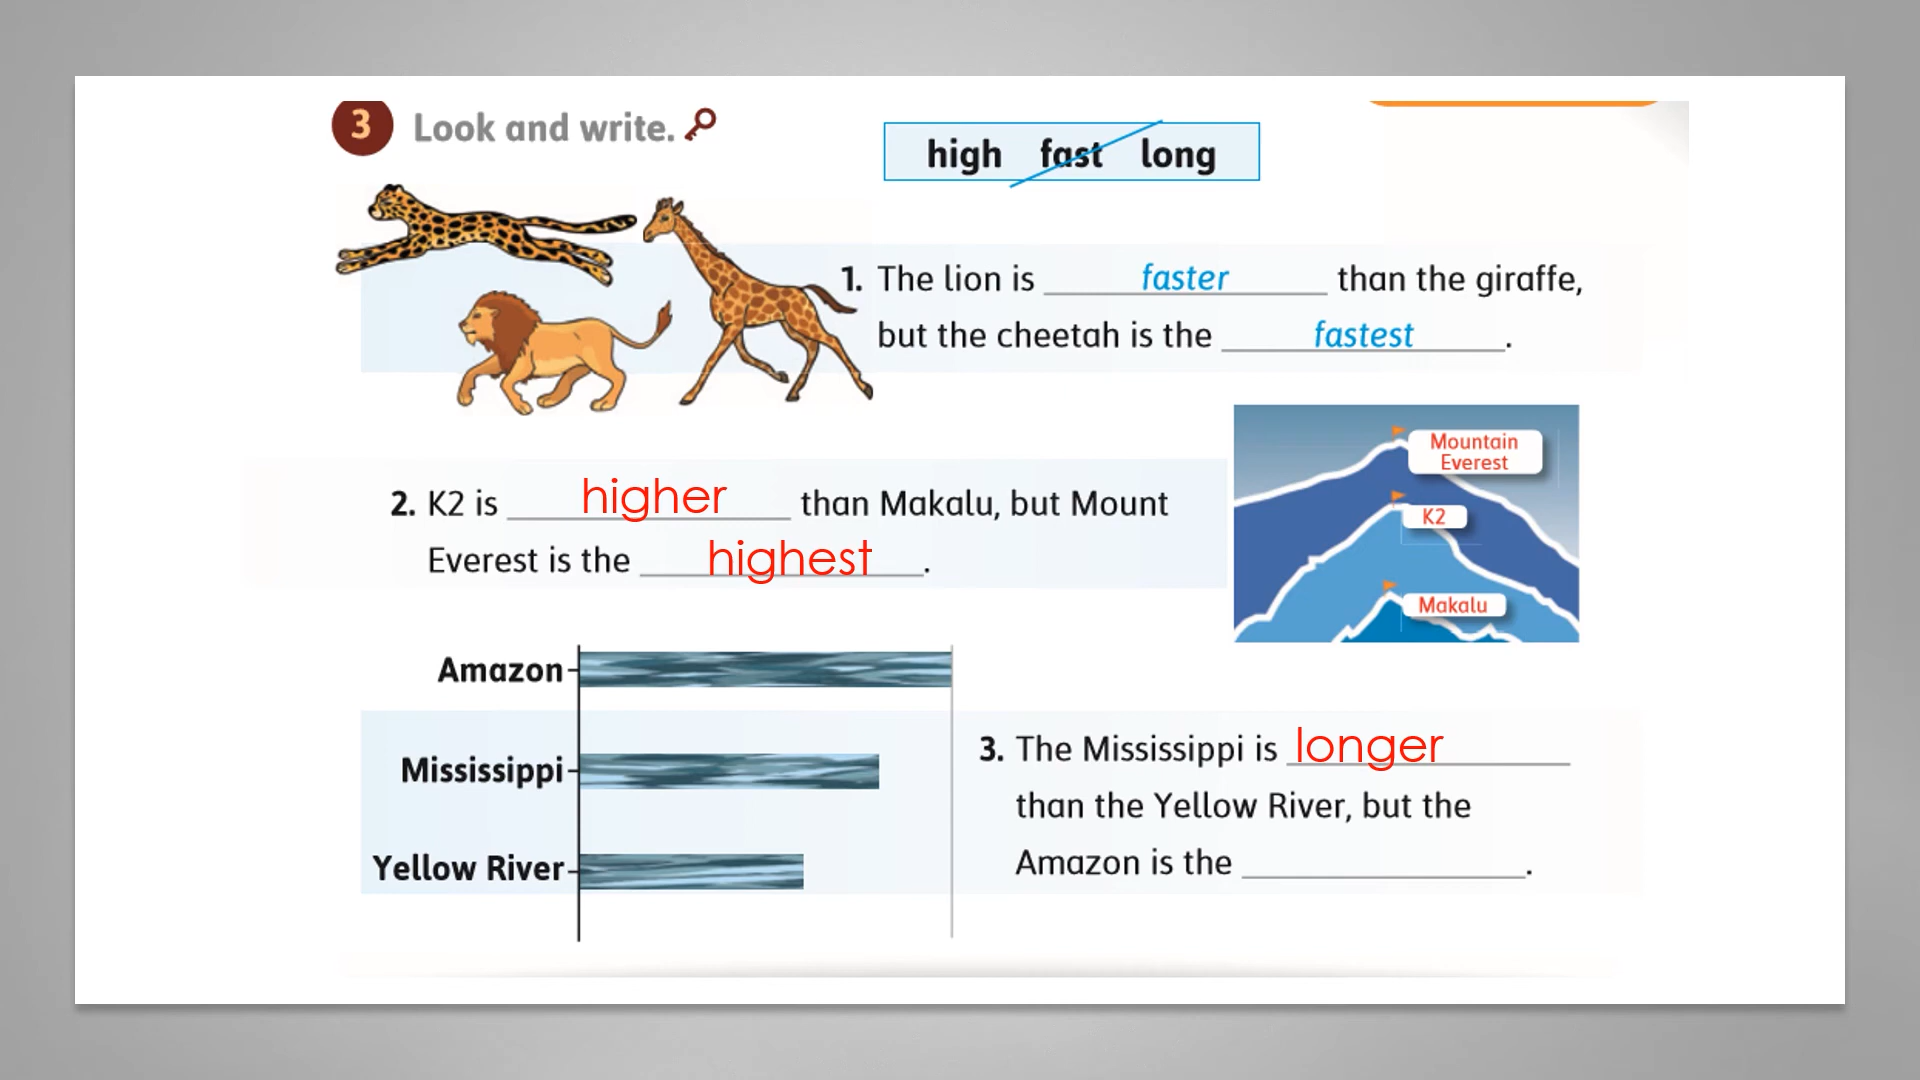 3 Look and write.
high fast long
1. The lion is faster than the giraffe,
but the cheetah is the fastest.
Mountain
Everest
K2
Makalu
2. K2 is higher than Makalu, but Mount
Everest is the highest.
Amazon
Mississippi
Yellow River
3. The Mississippi is longer
than the Yellow River, but the
Amazon is the ______.